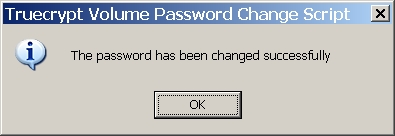 Truecrypt Volume Password Change Script
The password has been changed successfully
OK